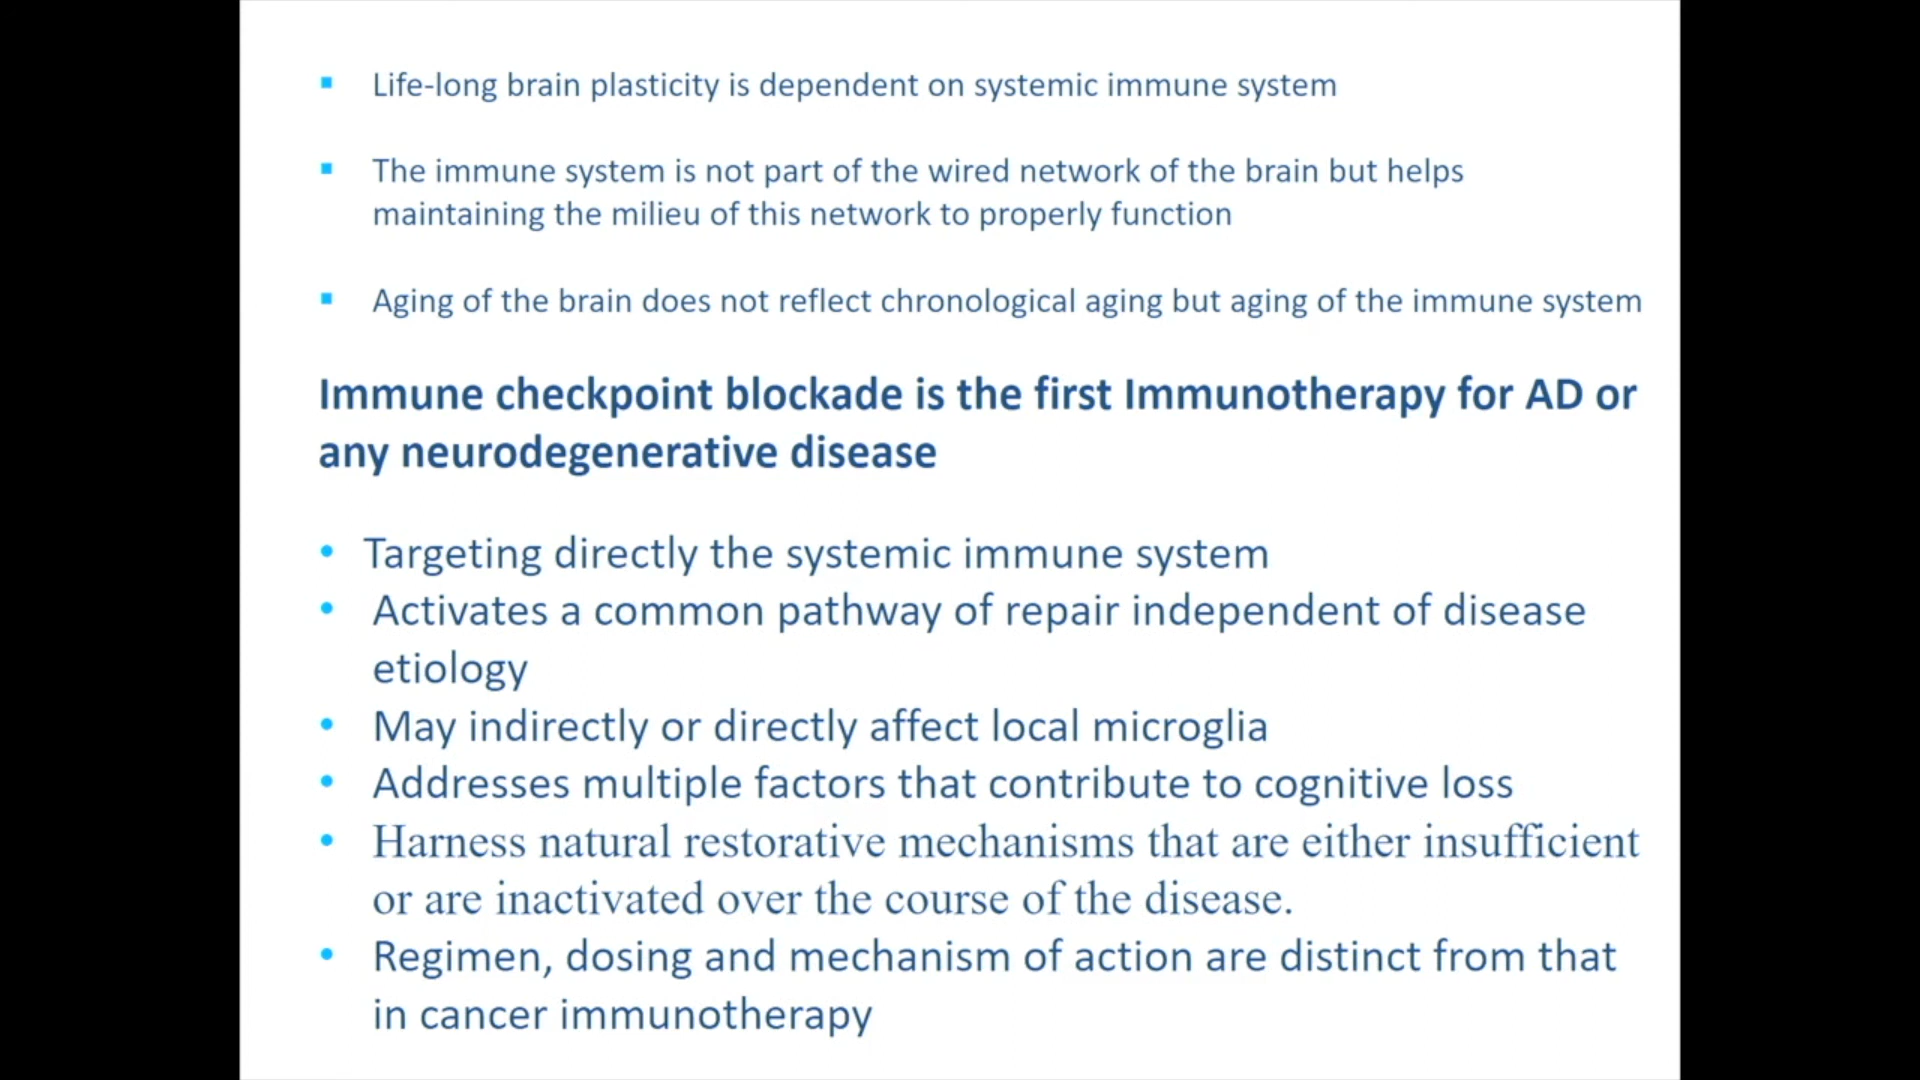 Life-long brain plasticity is dependent on systemic immune system
The immune system is not part of the wired network of the brain but helps
maintaining the milieu of this network to properly function
Aging of the brain does not reflect chronological aging but aging of the immune system
Immune checkpoint blockade is the first Immunotherapy for AD or
any neurodegenerative disease
Targeting directly the systemic immune system
Activates a common pathway of repair independent of disease
etiology
May indirectly or directly affect local microglia
Addresses multiple factors that contribute to cognitive loss
Harness natural restorative mechanisms that are either insufficient
or are inactivated over the course of the disease.
Regimen, dosing and mechanism of action are distinct from that
in cancer immunotherapy